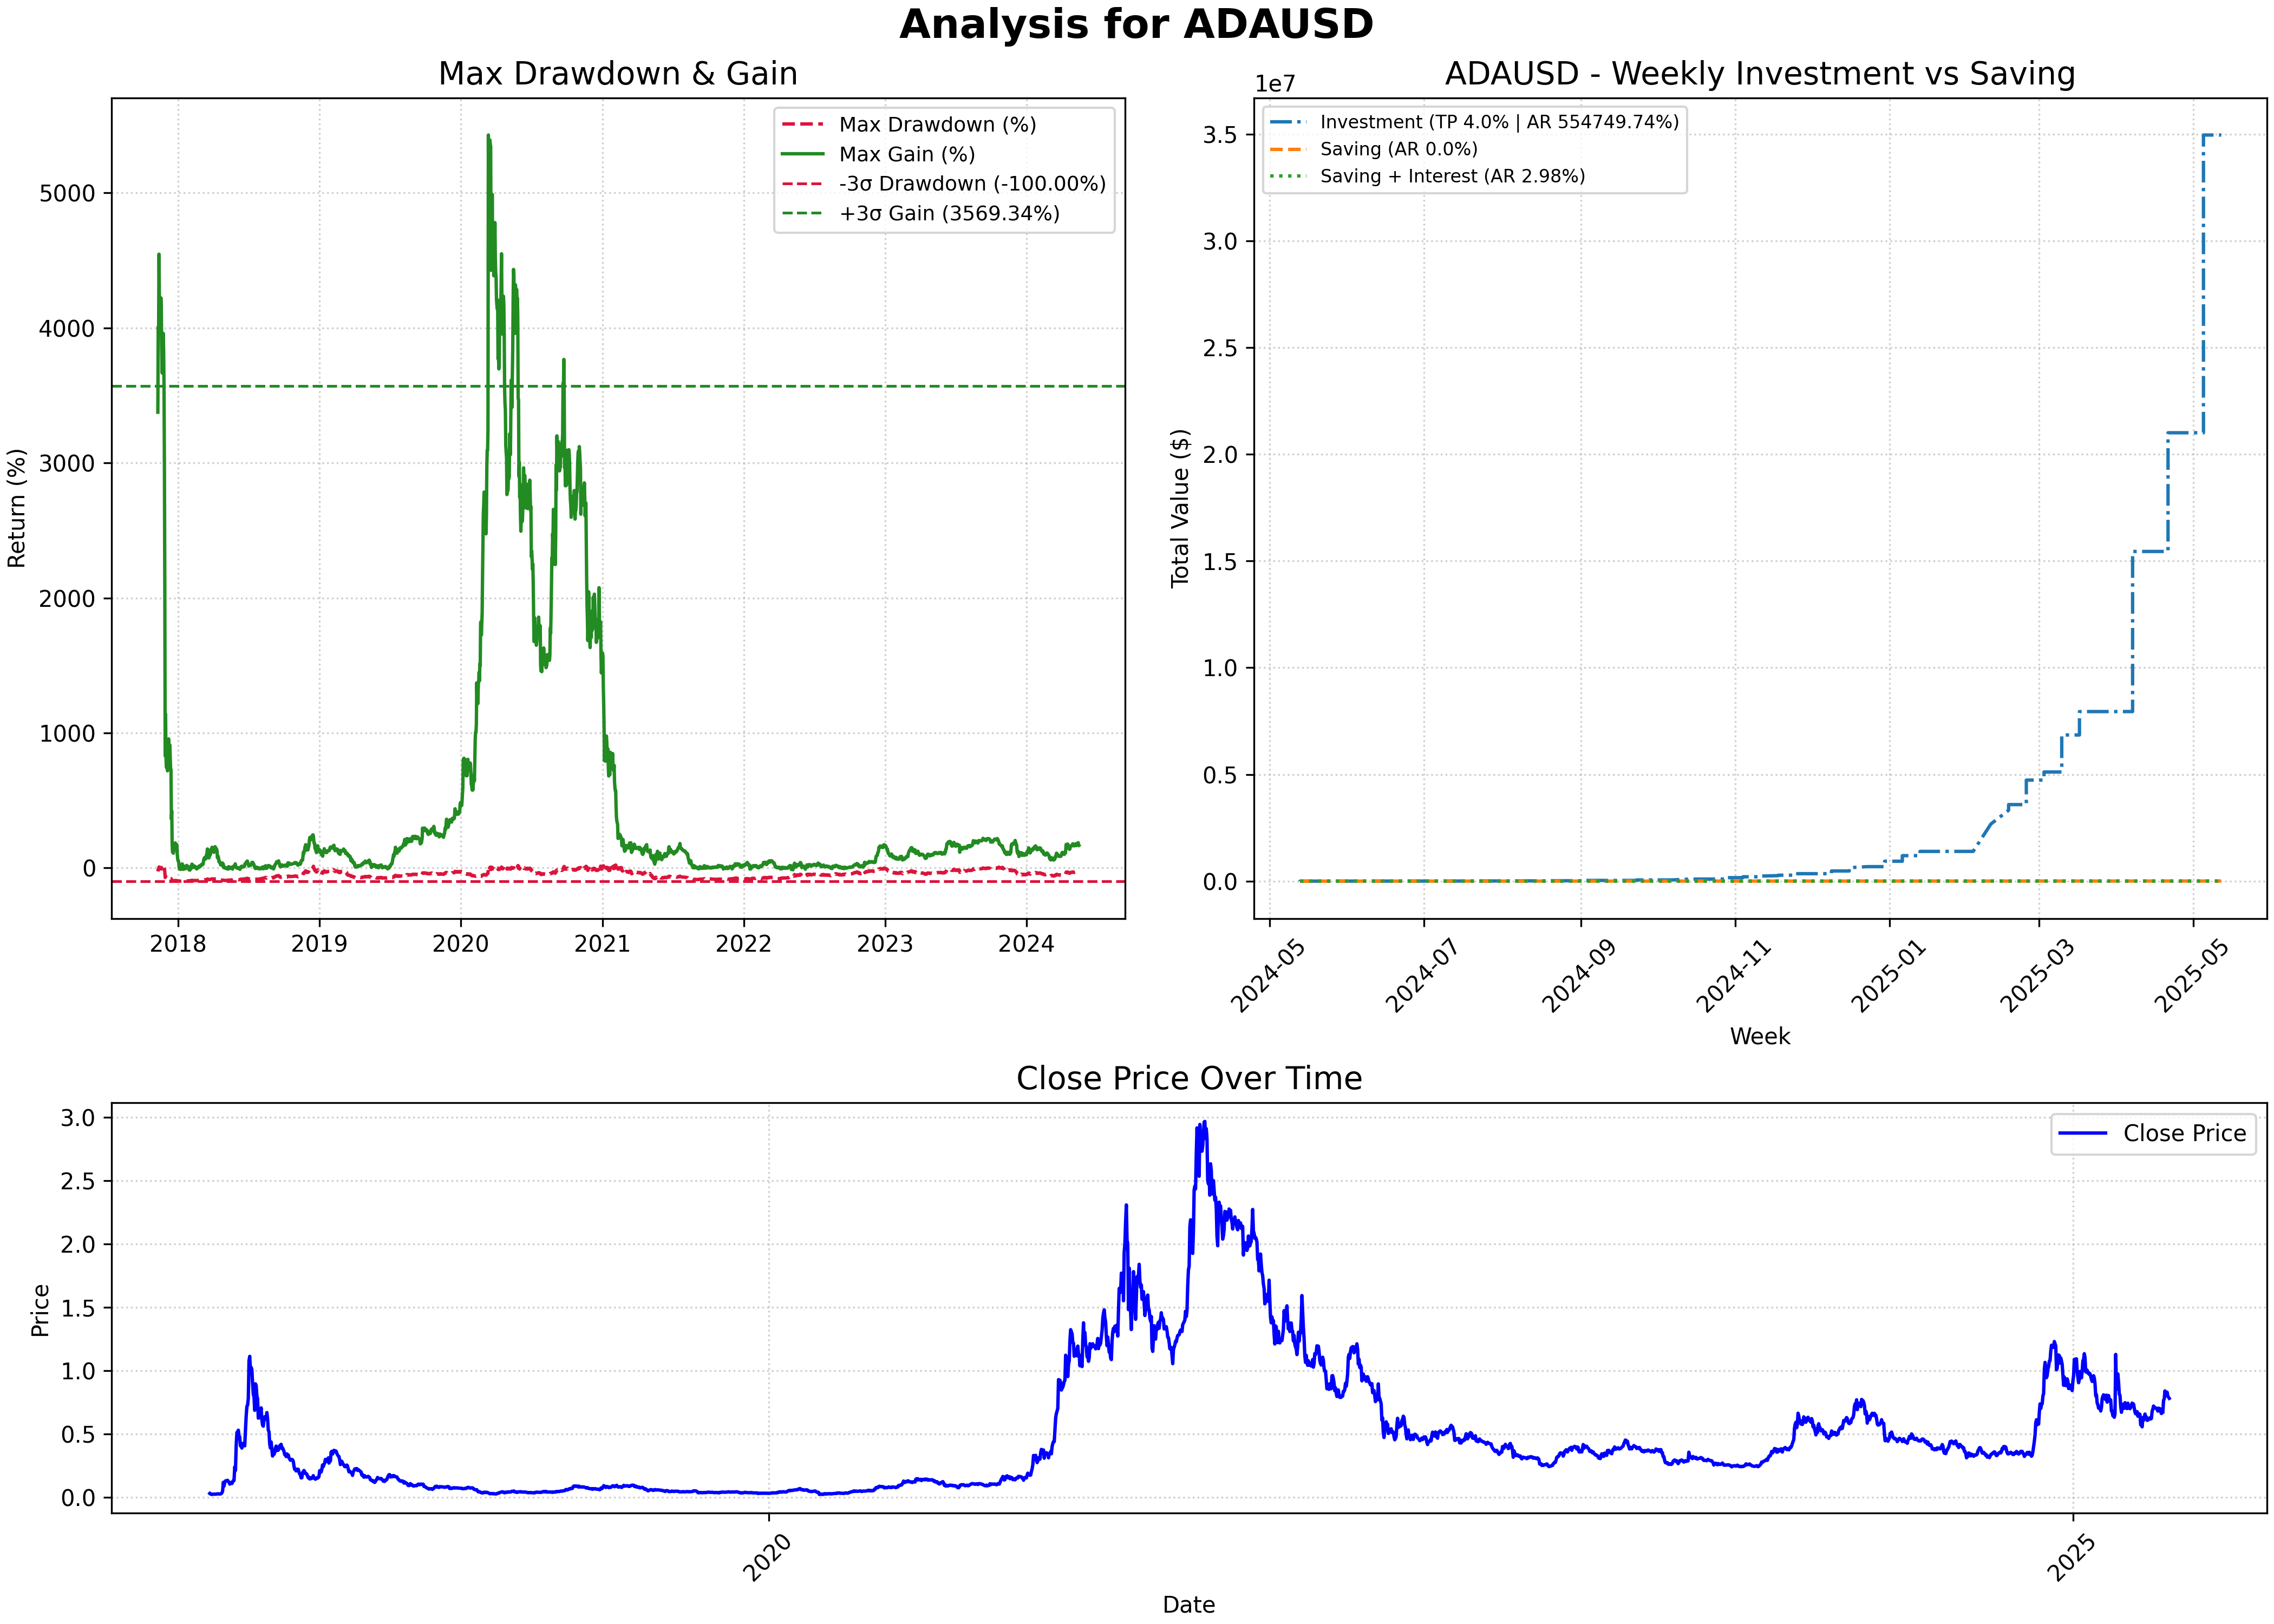 Analysis for ADAUSD
Max Drawdown & Gain
Return (%)
5000
4000
3000
2000
1000
0
2018
2019
2020
2021
2022
2023
2024
Max Drawdown (%)
Max Gain (%)
-3σ Drawdown (-100.00%)
+3σ Gain (3569.34%)
ADAUSD - Weekly Investment vs Saving
1e7
Total Value ($)
3.5
3.0
2.5
2.0
1.5
1.0
0.5
0.0
2024-05
2024-07
2024-09
2024-11
2025-01
2025-03
2025-05
Week
Investment (TP 4.0% | AR 554749.74%)
Saving (AR 0.0%)
Saving + Interest (AR 2.98%)
Close Price Over Time
Price
3.0
2.5
2.0
1.5
1.0
0.5
0.0
2020
2025
Date
Close Price